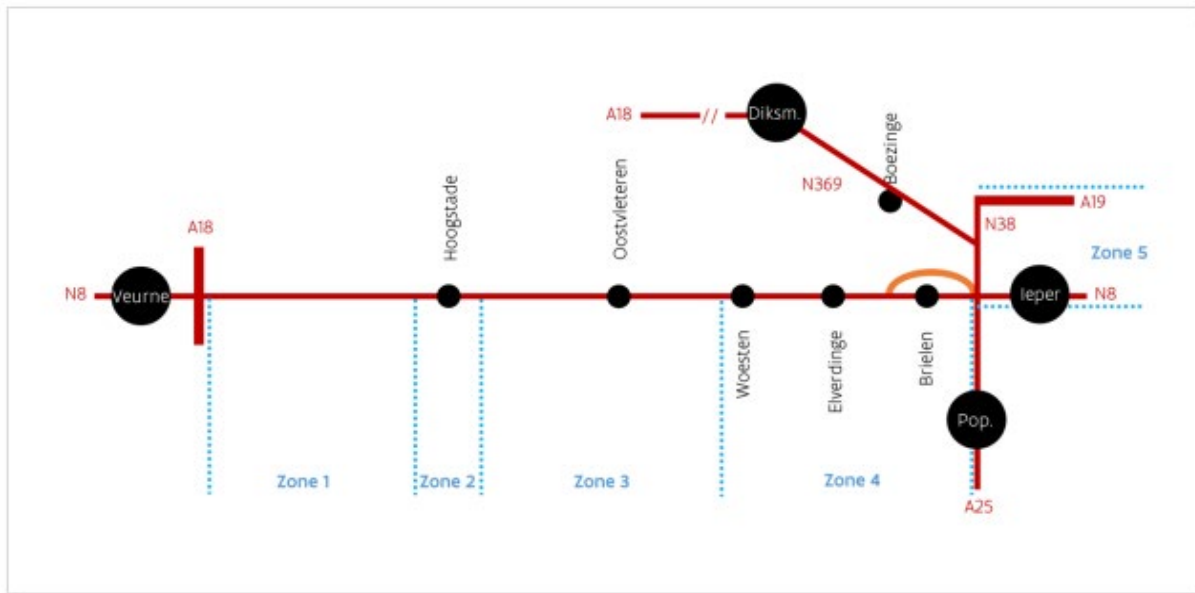 A18
//
Diksm.
Boezinge
N369
Hoogstade
Oostvleteren
A19
N38
A18
Zone 5
N8
Veurne
Ieper
N8
Woesten
Elverdinge
Brielen
Pop.
Zone 1
Zone 2
Zone 3
Zone 4
A25